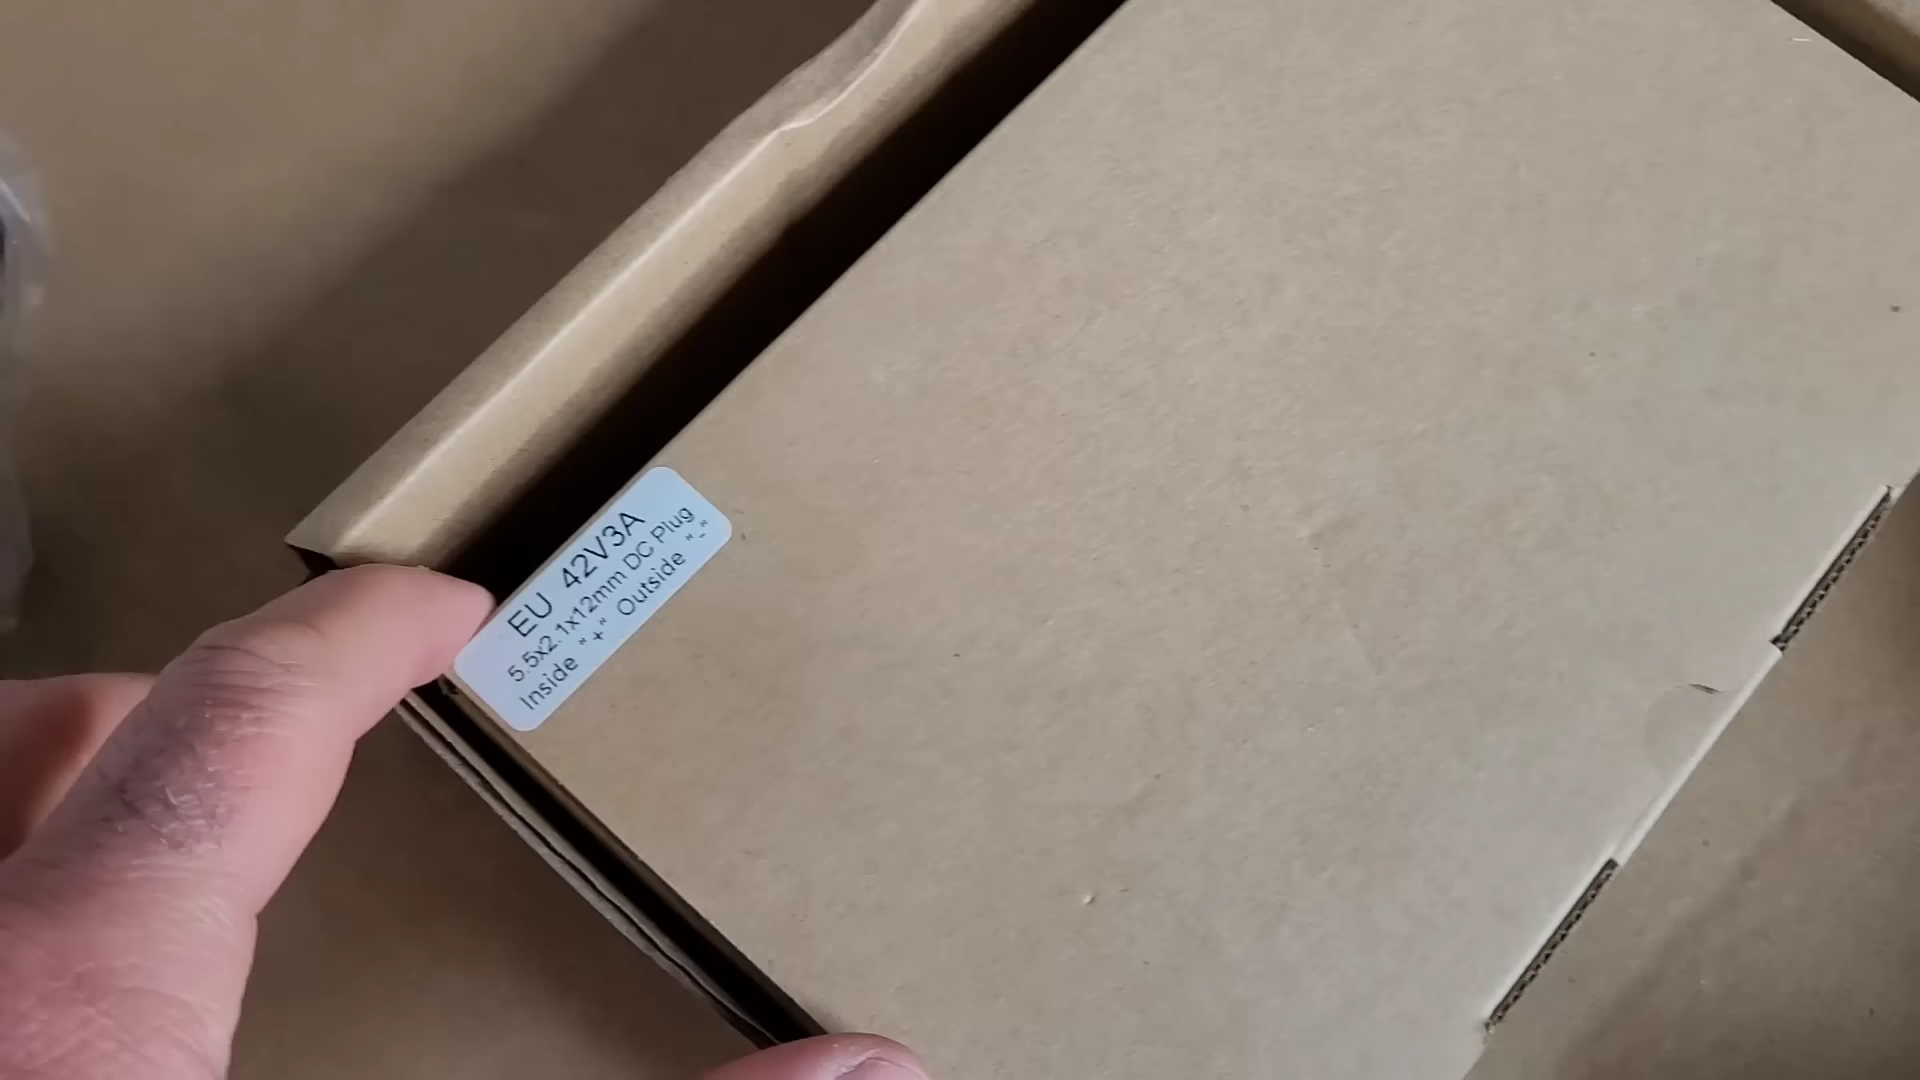 EU 42V3A
5.5x2.1x12mm DC Plug
Inside "+" Outside "-"